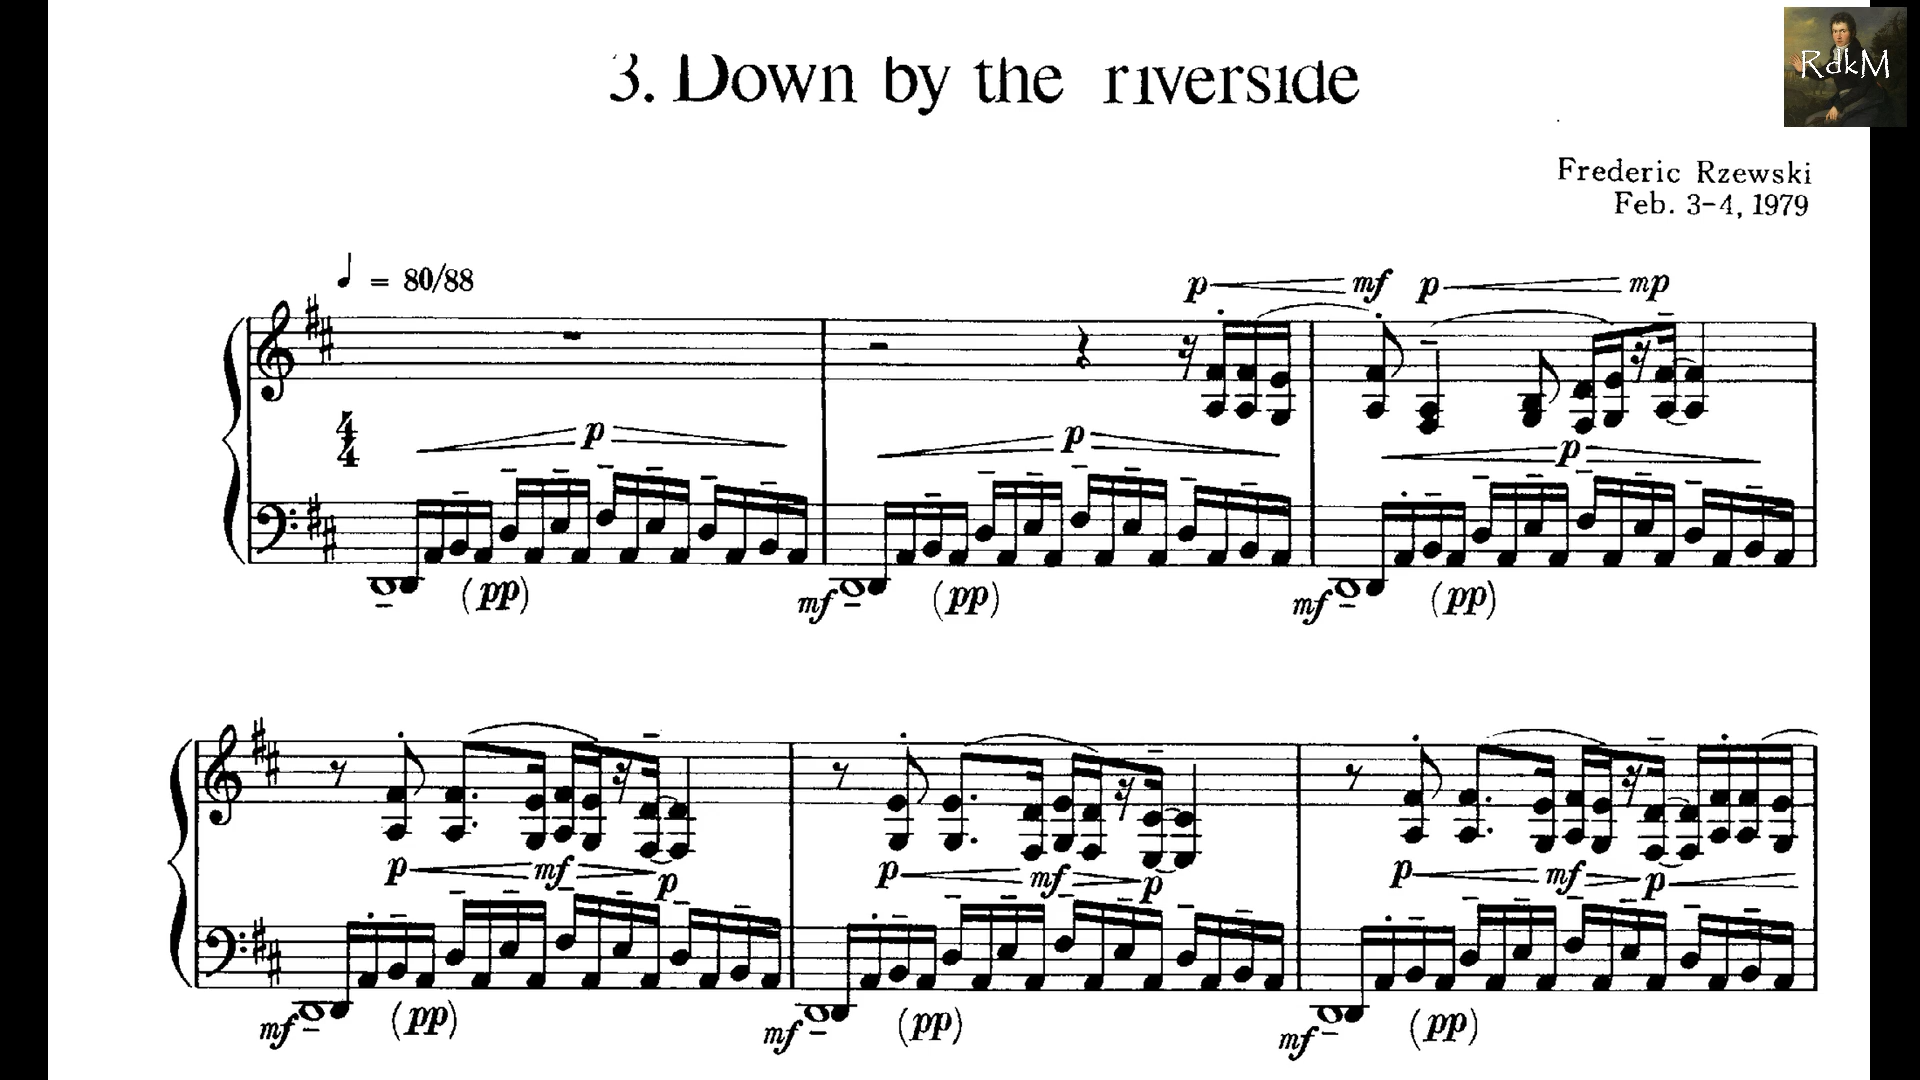 RdkM
3. Down by the riverside
Frederic Rzewski
Feb. 3-4, 1979
♩ = 80/88
p mf p mp
4
4
p p p
(pp) mf (pp) mf (pp)
p mf p p mf p p mf p
mf (pp) mf (pp) mf (pp)